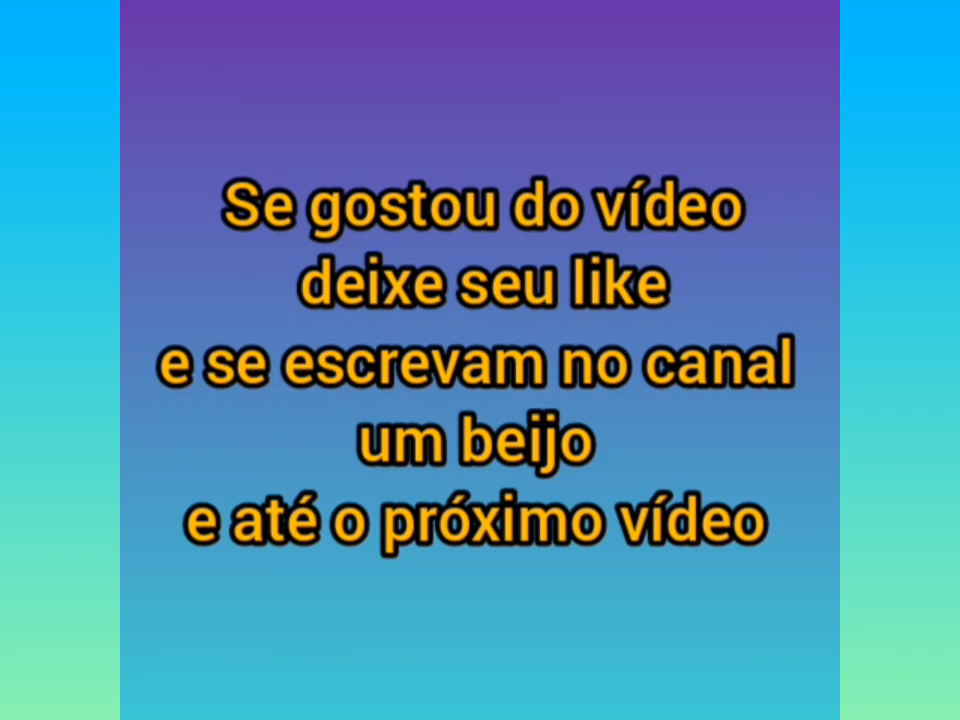 Se gostou do vídeo
deixe seu like
e se escrevam no canal
um beijo
e até o próximo vídeo